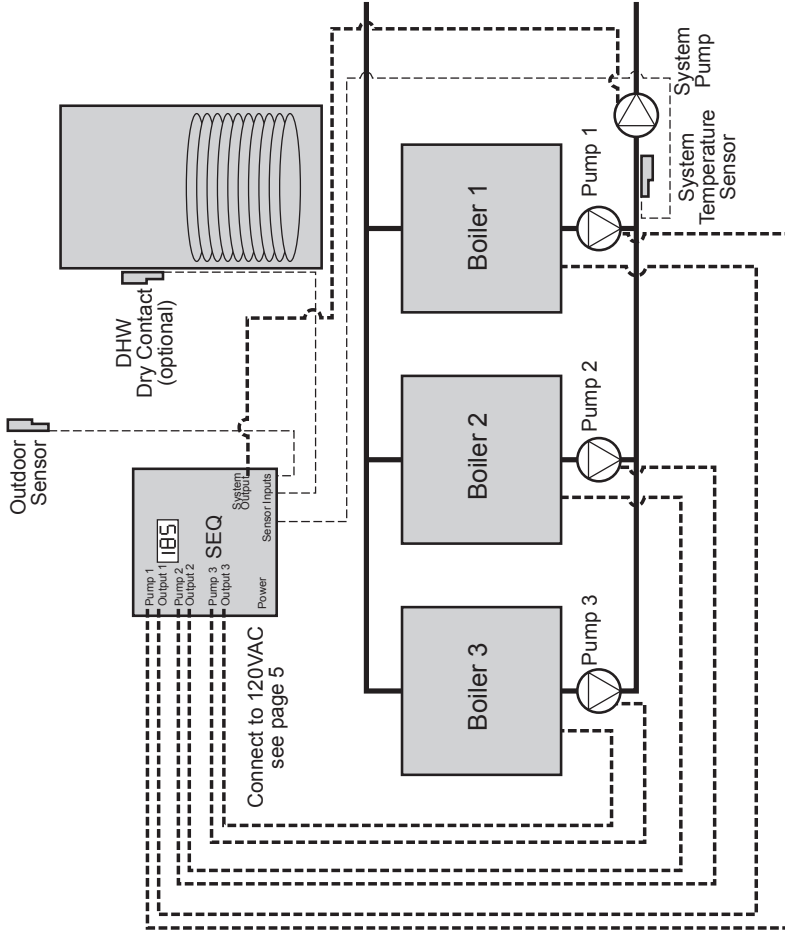 Outdoor
Sensor
DHW
Dry Contact
(optional)
Pump 1
Output 1
Pump 2
Output 2
Pump 3
Output 3
185
SEQ
System
Output
Sensor Inputs
Power
Connect to 120VAC
see page 5
Boiler 1
Pump 1
Boiler 2
Pump 2
Boiler 3
Pump 3
System
Pump
System
Temperature
Sensor